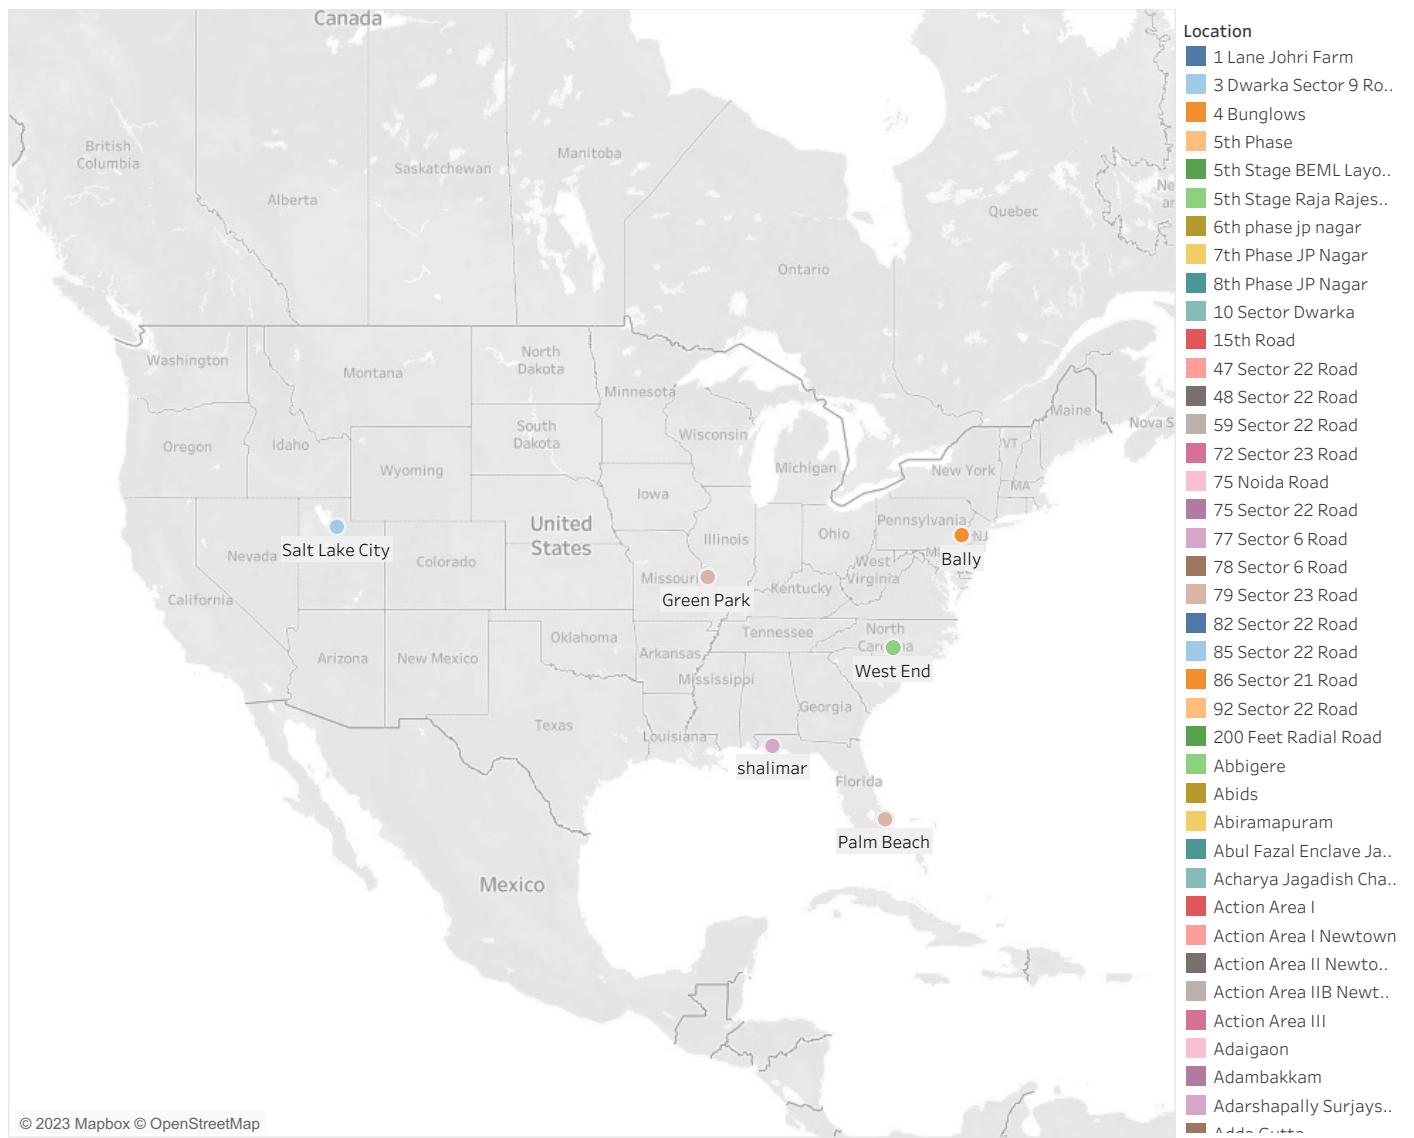 Canada
British
Columbia
Alberta
Saskatchewan
Manitoba
Ontario
Quebec
Ne
Washington
Montana
North
Dakota
Minnesota
Maine
Nova S
Oregon
Idaho
South
Dakota
Wisconsin
Michigan
VT
New York
MA
Wyoming
Iowa
Pennsylvania
NJ
United
States
Illinois
Ohio
Salt Lake City
Nevada
Colorado
West
Virginia
Bally
Missouri
Green Park
Kentucky
California
Oklahoma
Tennessee
North
West End
Arizona
New Mexico
Arkansas
Mississippi
Georgia
Texas
Louisiana
shalimar
Florida
Palm Beach
Mexico
© 2023 Mapbox © OpenStreetMap
Location
1 Lane Johri Farm
3 Dwarka Sector 9 Ro..
4 Bunglows
5th Phase
5th Stage BEML Layo..
5th Stage Raja Rajes..
6th phase jp nagar
7th Phase JP Nagar
8th Phase JP Nagar
10 Sector Dwarka
15th Road
47 Sector 22 Road
48 Sector 22 Road
59 Sector 22 Road
72 Sector 23 Road
75 Noida Road
75 Sector 22 Road
77 Sector 6 Road
78 Sector 6 Road
79 Sector 23 Road
82 Sector 22 Road
85 Sector 22 Road
86 Sector 21 Road
92 Sector 22 Road
200 Feet Radial Road
Abbigere
Abids
Abiramapuram
Abul Fazal Enclave Ja..
Acharya Jagadish Cha..
Action Area I
Action Area I Newtown
Action Area II Newto..
Action Area IIB Newt..
Action Area III
Adaigaon
Adambakkam
Adarshapally Surjays..